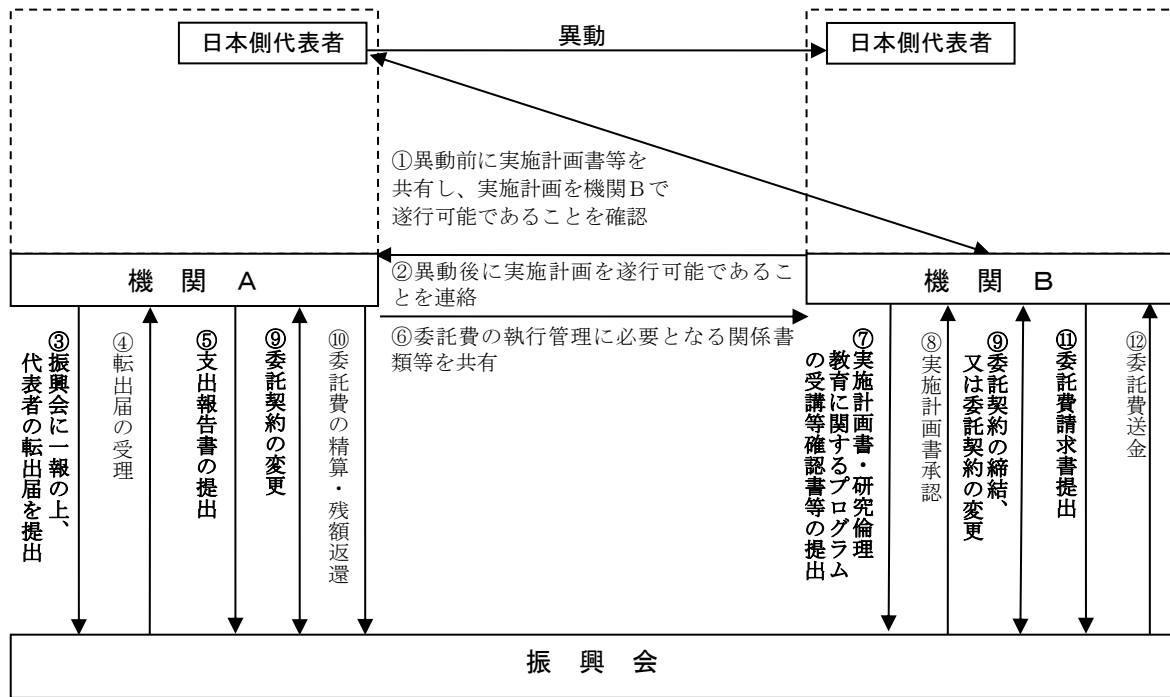 日本側代表者
異動
日本側代表者
①異動前に実施計画書等を
共有し、実施計画を機関Bで
遂行可能であることを確認
機 関 A
機 関 B
②異動後に実施計画を遂行可能であるこ
とを連絡
⑥委託費の執行管理に必要となる関係書
類等を共有
③振興会に一報の上、
代表者の転出届を提出
④転出届の受理
⑤支出報告書の提出
⑨委託契約の変更
⑩委託費の精算・残額返還
⑦実施計画書・研究倫理
教育に関するプログラム
の受講等確認書等の提出
⑧実施計画書承認
⑨委託契約の締結、
又は委託契約の変更
⑪委託費請求書提出
⑫委託費送金
振 興 会